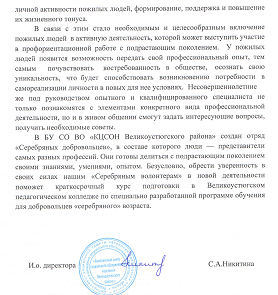 личной активности пожилых людей, формирование, поддержка и повышение
их жизненного тонуса.
В связи с этим стало необходимым и целесообразным включение
пожилых людей в активную деятельность, которой может выступить участие
в профориентационной работе с подрастающим поколением. У пожилых
людей появится возможность передать свой профессиональный опыт, тем
самым почувствовать востребованность в обществе, осознать свою
уникальность, что будет способствовать возникновению потребности в
самореализации личности в новых для нее условиях. Несовершеннолетние
же под руководством опытного и квалифицированного специалиста не
только познакомятся с элементами конкретного вида профессиональной
деятельности, но и в живом общении смогут задать интересующие вопросы,
получить необходимые советы.
В БУ СО ВО «КЦСОН Великоустюгского района» создан отряд
«Серебряных добровольцев», в составе которого люди — представители
самых разных профессий. Они готовы делиться с подрастающим поколением
своими знаниями, умениями, опытом. Безусловно, обрести уверенность в
своих силах нашим «Серебряным волонтерам» в новой деятельности
поможет краткосрочный курс подготовки в Великоустюгском
педагогическом колледже по специально разработанной программе обучения
для добровольцев «серебряного» возраста.
И.о. директора С.А.Никитина